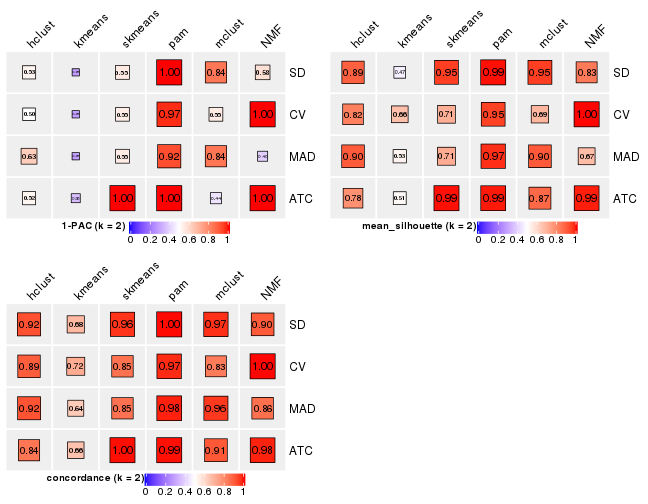 hclust kmeans skmeans pam mclust NMF
0.53 0.55 1.00 0.84 0.58 SD
0.50 0.55 0.97 0.55 1.00 CV
0.63 0.55 0.92 0.84 MAD
0.52 1.00 1.00 0.44 1.00 ATC
1-PAC (k = 2)
0 0.2 0.4 0.6 0.8 1
hclust kmeans skmeans pam mclust NMF
0.89 0.47 0.95 0.99 0.95 0.83 SD
0.82 0.66 0.71 0.95 0.69 1.00 CV
0.90 0.53 0.71 0.97 0.90 0.67 MAD
0.78 0.51 0.99 0.99 0.87 0.99 ATC
mean_silhouette (k = 2)
0 0.2 0.4 0.6 0.8 1
hclust kmeans skmeans pam mclust NMF
0.92 0.68 0.96 1.00 0.97 0.90 SD
0.89 0.72 0.85 0.97 0.83 1.00 CV
0.92 0.64 0.85 0.98 0.96 0.86 MAD
0.84 0.66 1.00 0.99 0.91 0.98 ATC
concordance (k = 2)
0 0.2 0.4 0.6 0.8 1